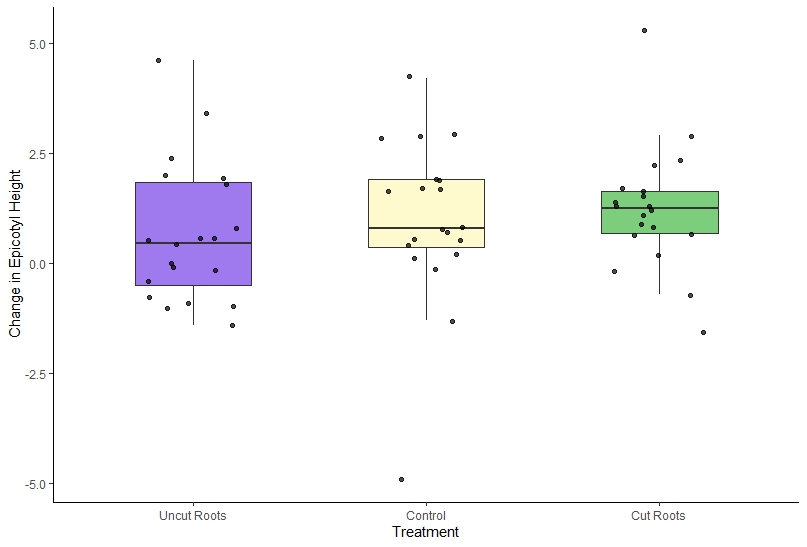 Change in Epicotyl Height
5.0
2.5
0.0
-2.5
-5.0
Uncut Roots
Control
Cut Roots
Treatment